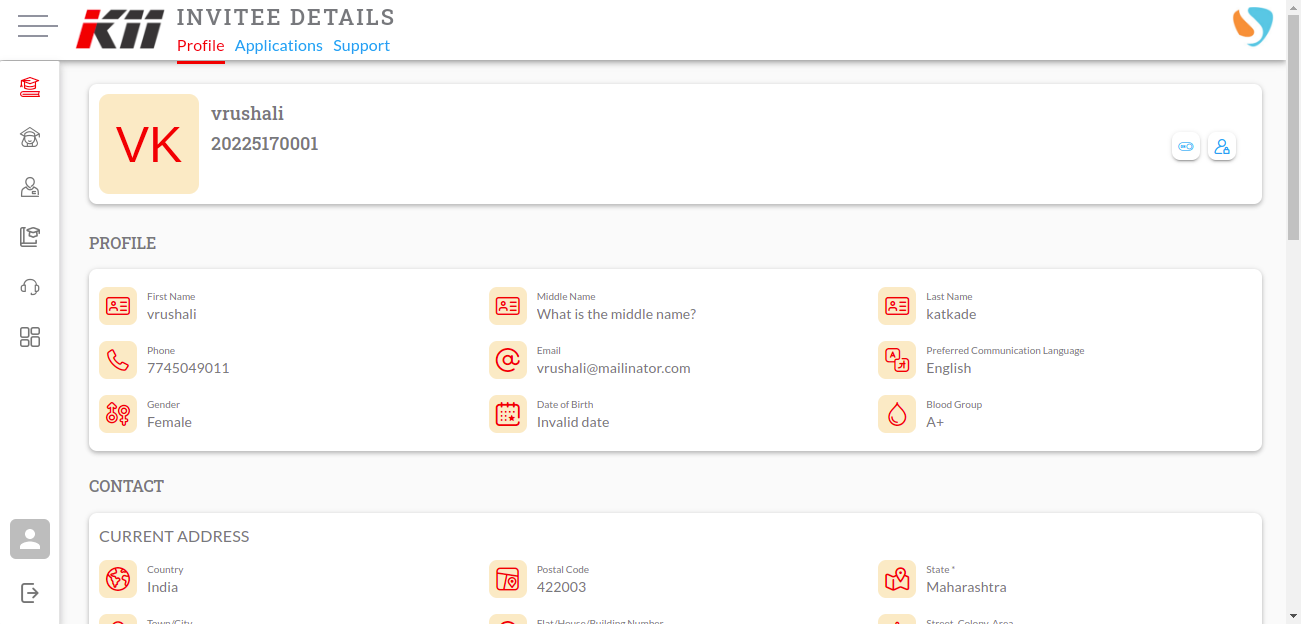 KII
INVITEE DETAILS
Profile Applications Support
VK
vrushali
20225170001
PROFILE
First Name
vrushali
Middle Name
What is the middle name?
Last Name
katkade
Phone
7745049011
Email
vrushali@mailinator.com
Preferred Communication Language
English
Gender
Female
Date of Birth
Invalid date
Blood Group
A+
CONTACT
CURRENT ADDRESS
Country
India
Postal Code
422003
State *
Maharashtra
Town/City
Flat/House/Building Number
Street, Colony, Area